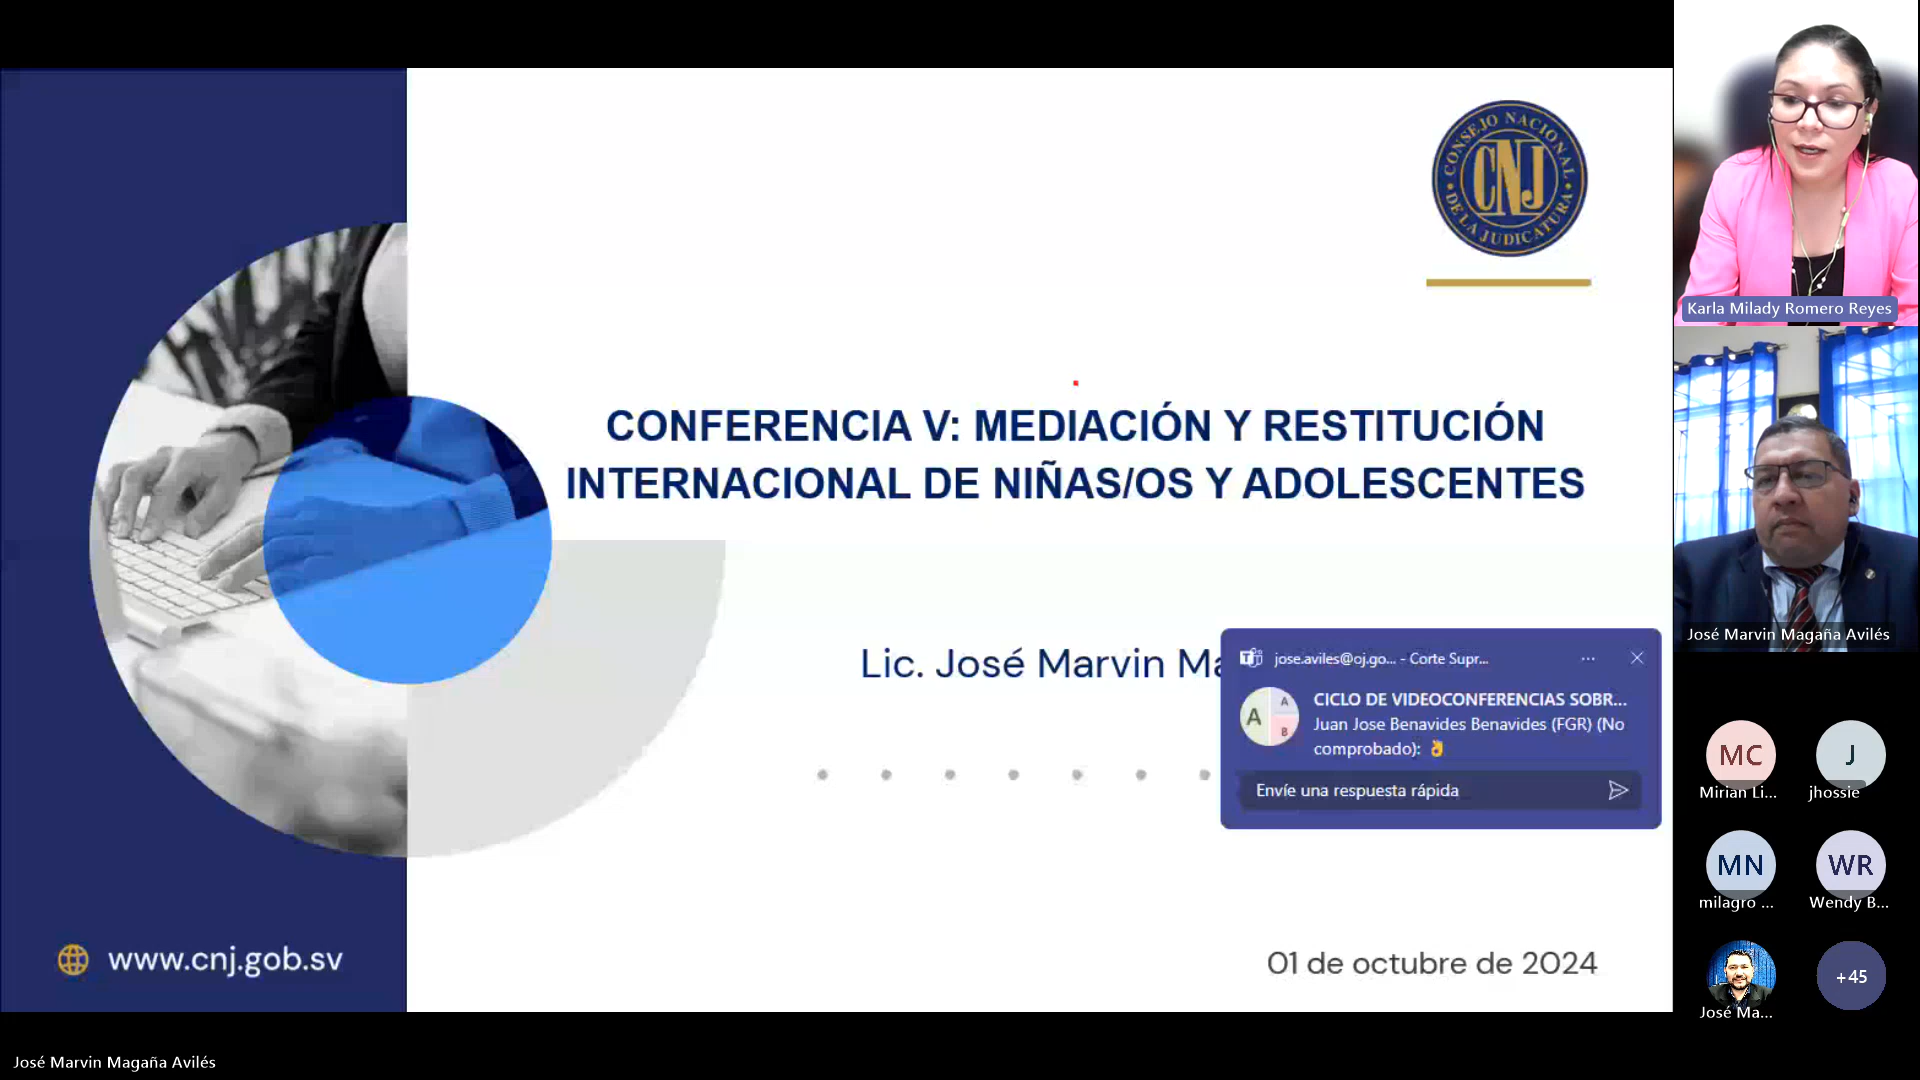 CONSEJO NACIONAL
CNJ
DE LA JUDICATURA
CONFERENCIA V: MEDIACIÓN Y RESTITUCIÓN
INTERNACIONAL DE NIÑAS/OS Y ADOLESCENTES
Lic. José Marvin Ma
jose.aviles@oj.go... - Corte Supr...
A
A
B
CICLO DE VIDEOCONFERENCIAS SOBR...
Juan Jose Benavides Benavides (FGR) (No
comprobado): 👌
Envíe una respuesta rápida
www.cnj.gob.sv
01 de octubre de 2024
José Marvin Magaña Avilés
Karla Milady Romero Reyes
José Marvin Magaña Avilés
MC
Mirian Li...
J
jhossie
MN
milagro ...
WR
Wendy B...
José Ma...
+45